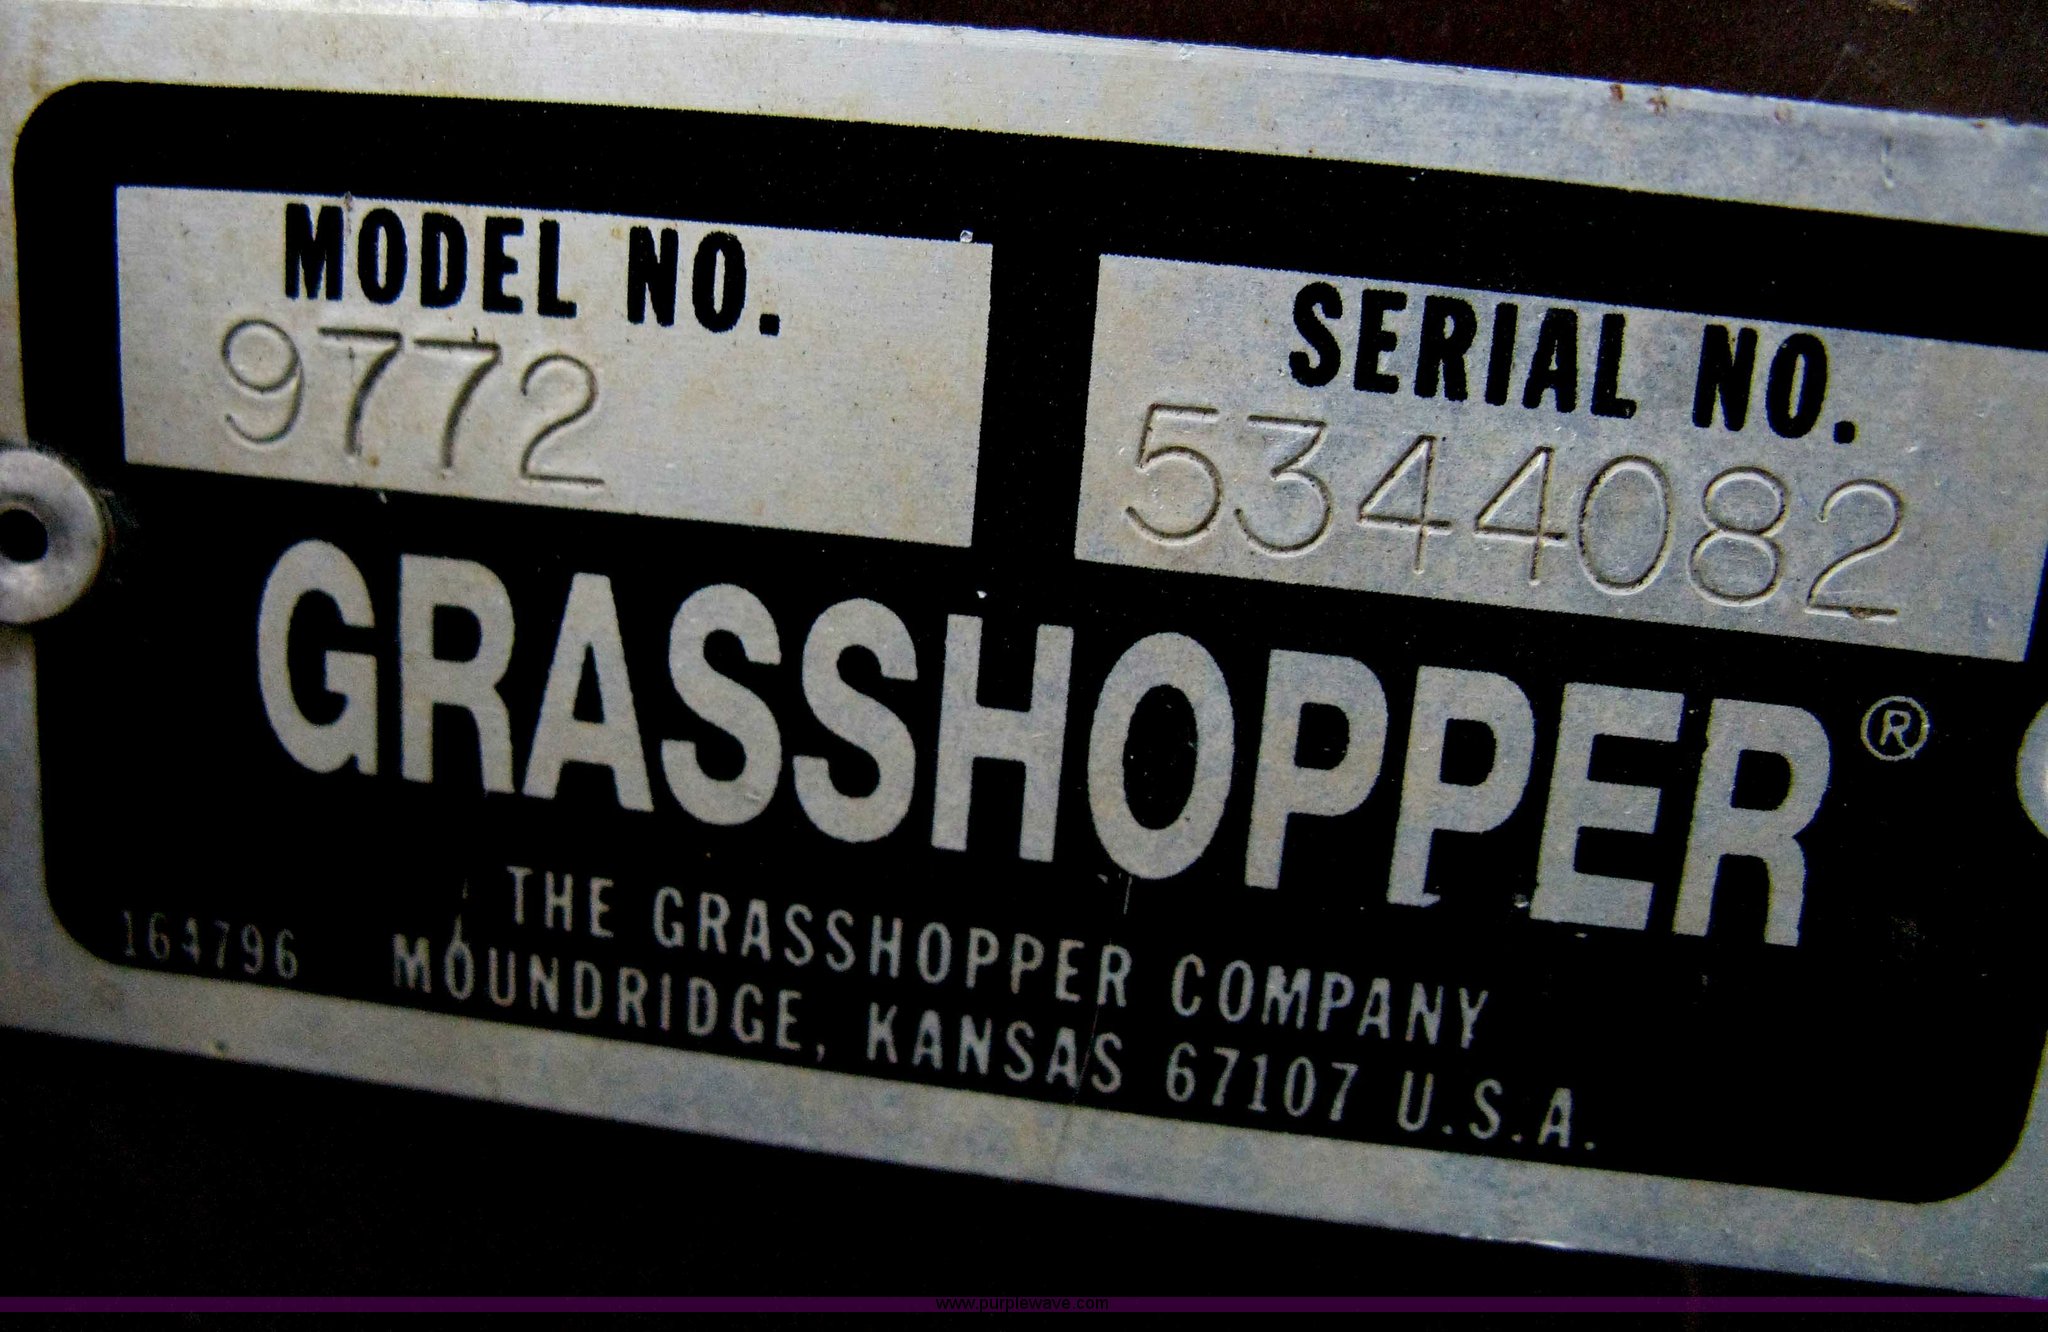 MODEL NO.
9772
SERIAL NO.
5344082
GRASSHOPPER®
THE GRASSHOPPER COMPANY
164796 MOUNDRIDGE, KANSAS 67107 U.S.A.
www.purplewave.com